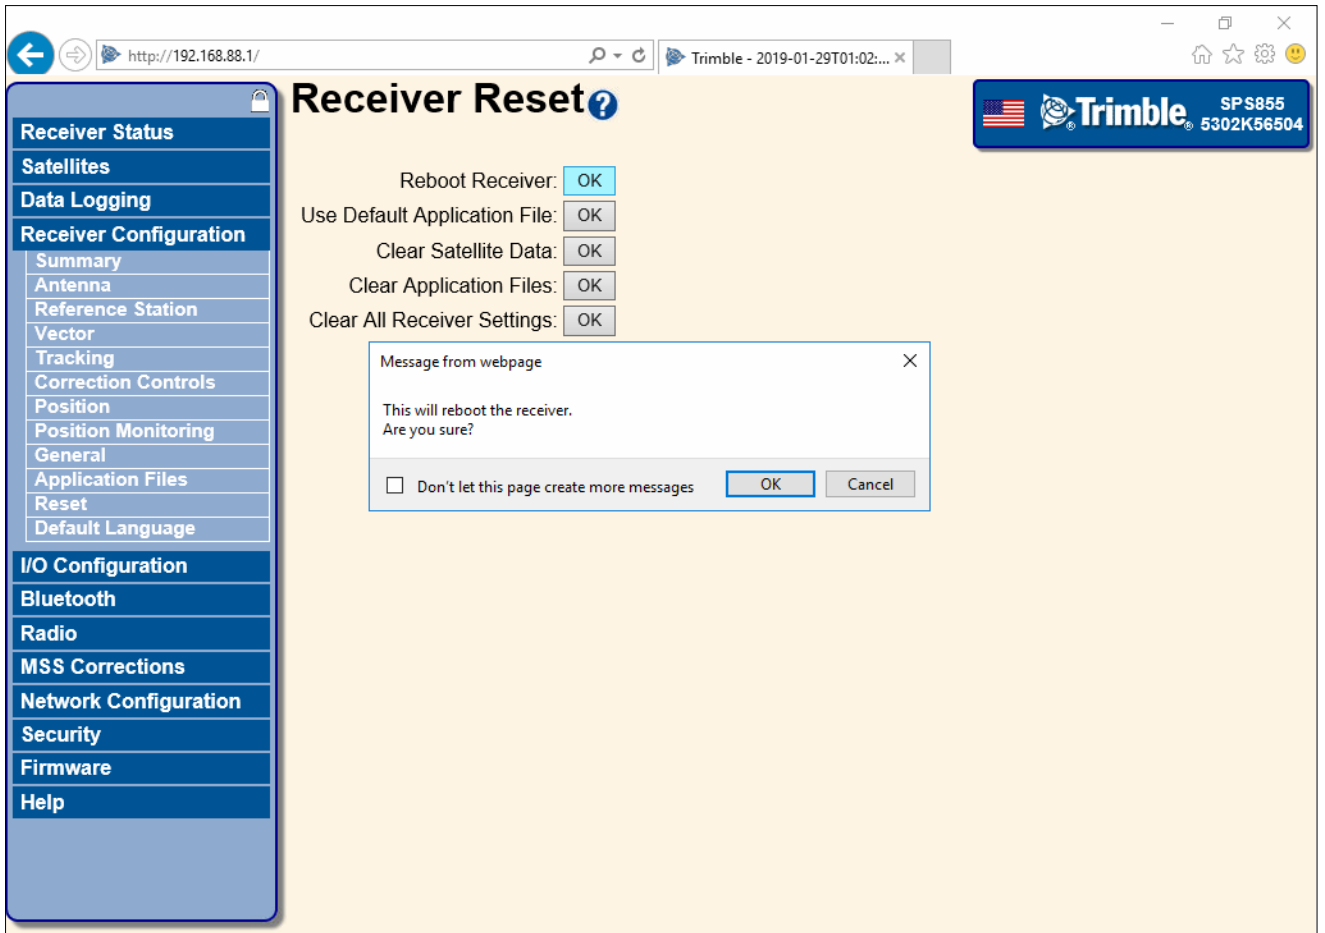 http://192.168.88.1/
Trimble - 2019-01-29T01:02:...
Receiver Reset
Trimble
SPS855
5302K56504
Receiver Status
Satellites
Data Logging
Receiver Configuration
Summary
Antenna
Reference Station
Vector
Tracking
Correction Controls
Position
Position Monitoring
General
Application Files
Reset
Default Language
I/O Configuration
Bluetooth
Radio
MSS Corrections
Network Configuration
Security
Firmware
Help
Reboot Receiver: OK
Use Default Application File: OK
Clear Satellite Data: OK
Clear Application Files: OK
Clear All Receiver Settings: OK
Message from webpage
This will reboot the receiver.
Are you sure?
Don't let this page create more messages
OK
Cancel